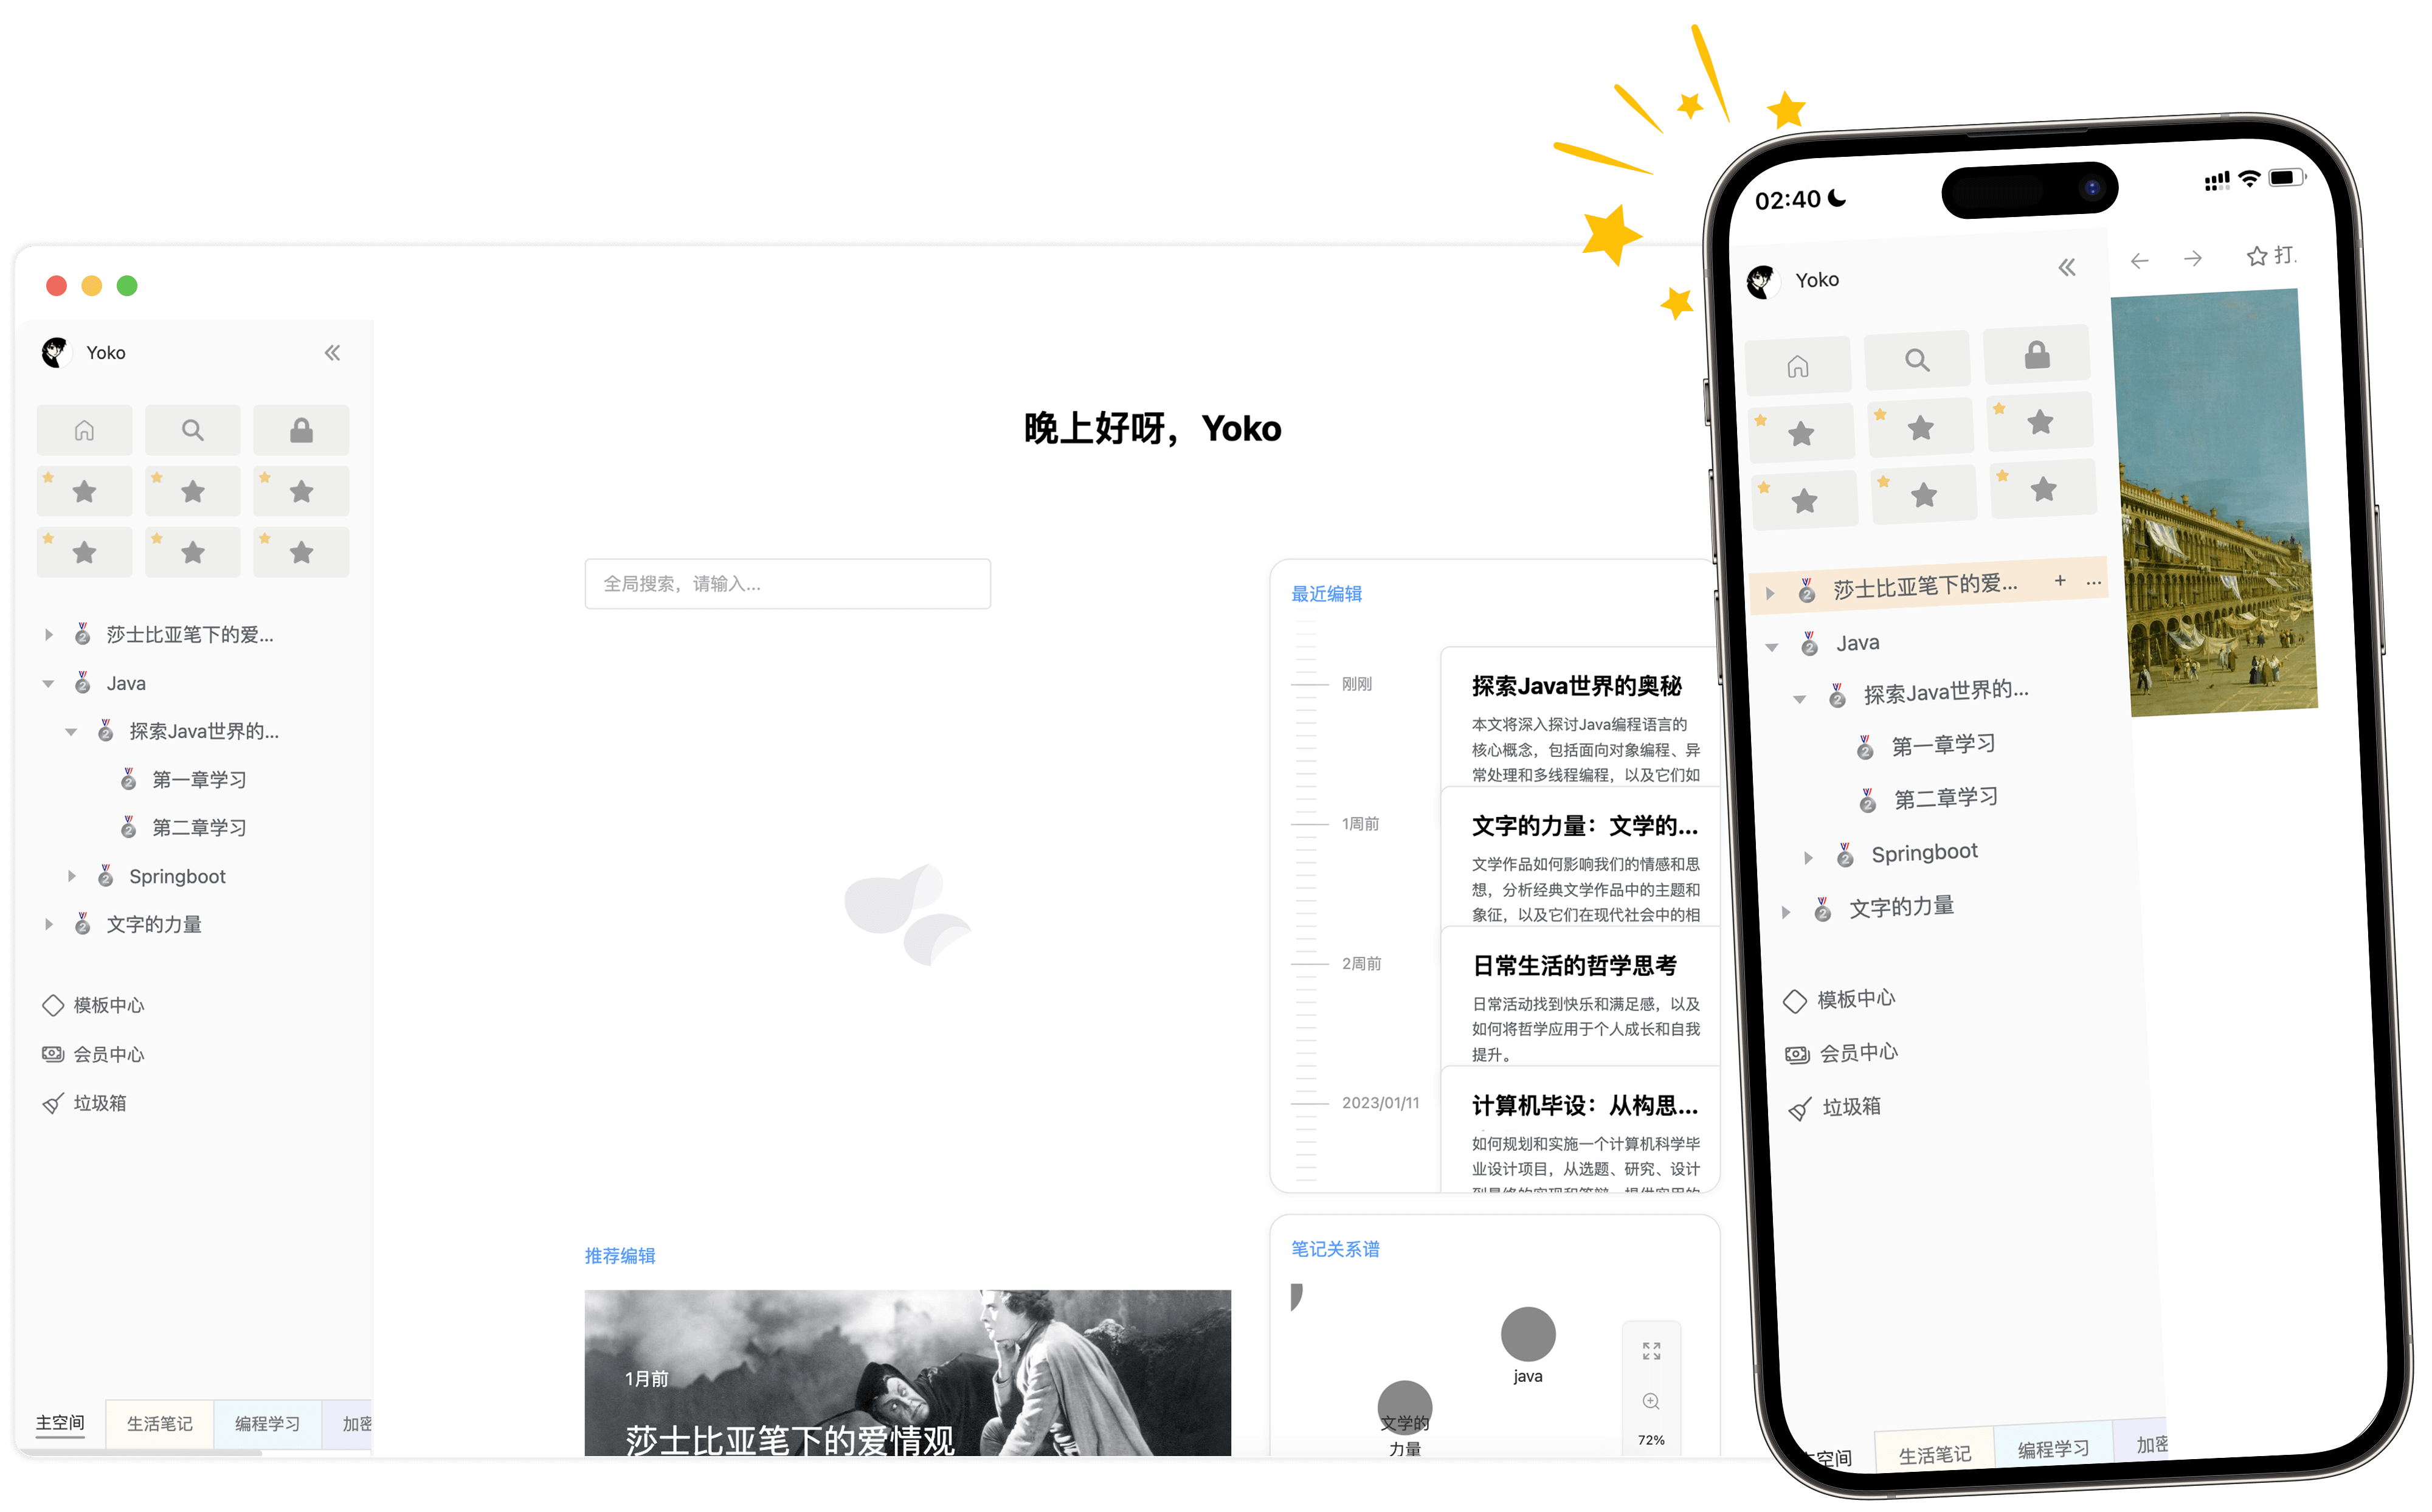 Yoko
莎士比亚笔下的爱...
Java
探索Java世界的...
第一章学习
第二章学习
Springboot
文字的力量
模板中心
会员中心
垃圾箱
主空间
生活笔记
编程学习
加密
晚上好呀，Yoko
全局搜索，请输入...
推荐编辑
1月前
莎士比亚笔下的爱情观
最近编辑
刚刚
探索Java世界的奥秘
本文将深入探讨Java编程语言的
核心概念，包括面向对象编程、异
常处理和多线程编程，以及它们如
1周前
文字的力量：文学的...
文学作品如何影响我们的情感和思
想，分析经典文学作品中的主题和
象征，以及它们在现代社会中的相
2周前
日常生活的哲学思考
日常活动找到快乐和满足感，以及
如何将哲学应用于个人成长和自我
提升。
2023/01/11
计算机毕设：从构思...
如何规划和实施一个计算机科学毕
业设计项目，从选题、研究、设计
笔记关系谱
java
文学的
力量
72%
02:40
Yoko
打.
莎士比亚笔下的爱...
+ ...
Java
探索Java世界的...
第一章学习
第二章学习
Springboot
文字的力量
模板中心
会员中心
垃圾箱
主空间
生活笔记
编程学习
加密